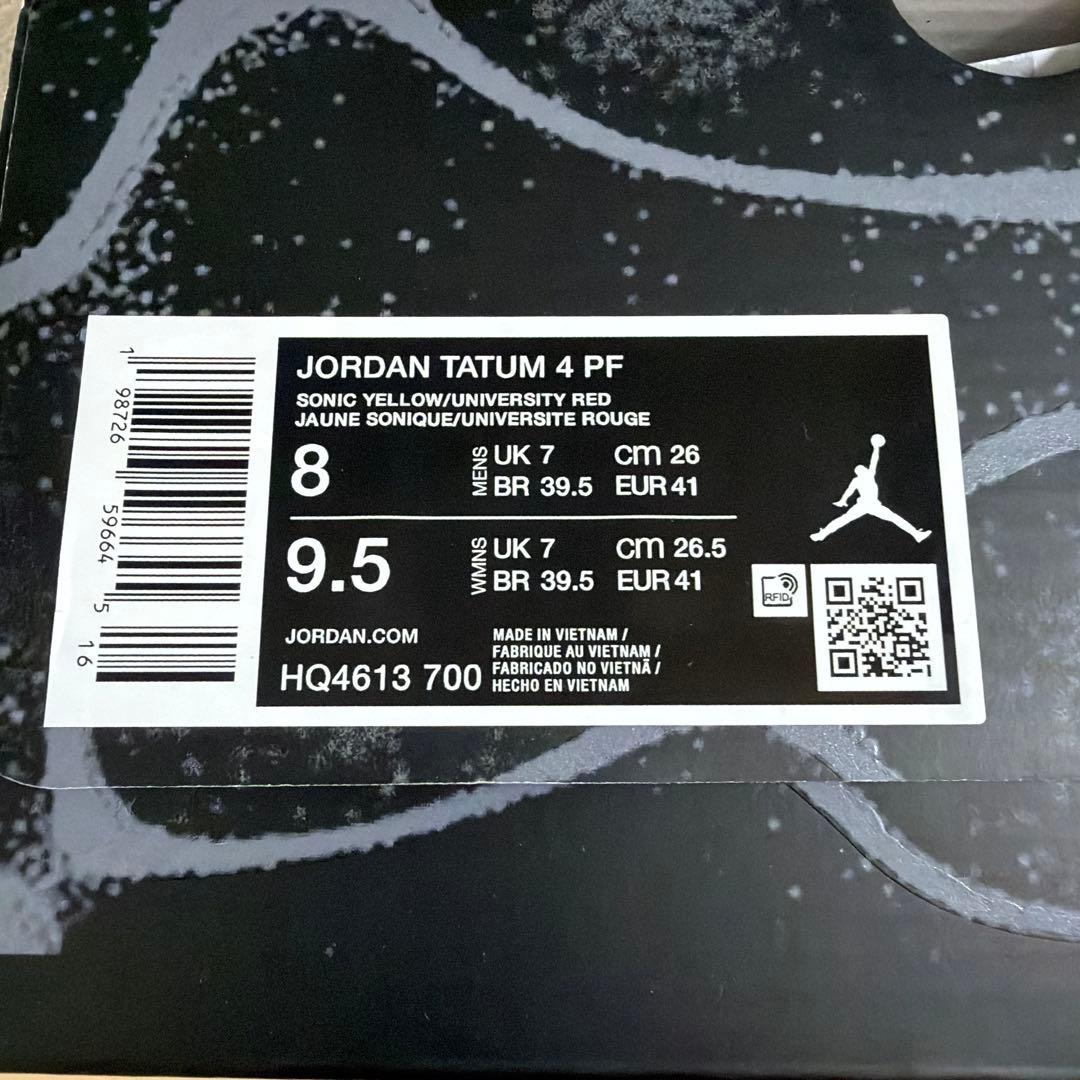 JORDAN TATUM 4 PF
SONIC YELLOW/UNIVERSITY RED
JAUNE SONIQUE/UNIVERSITE ROUGE
8 MENS UK 7 cm 26
BR 39.5 EUR 41
9.5 WMNS UK 7 cm 26.5
BR 39.5 EUR 41
JORDAN.COM
HQ4613 700
MADE IN VIETNAM /
FABRIQUE AU VIETNAM /
FABRICADO NO VIETNÃ /
HECHO EN VIETNAM
RFID
1 98726 59664 5 16